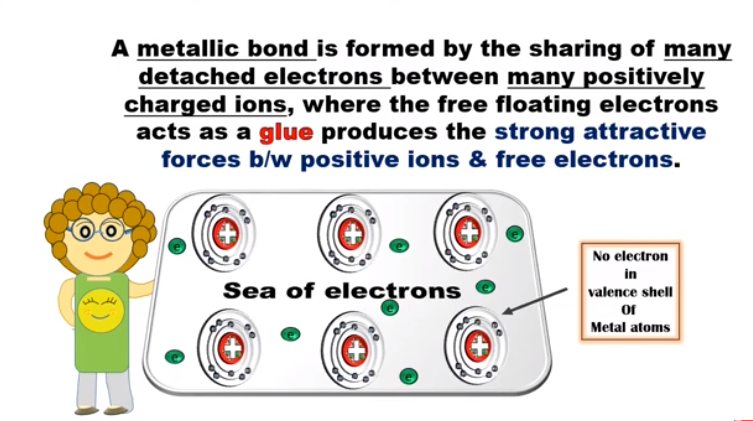 A metallic bond is formed by the sharing of many
detached electrons between many positively
charged ions, where the free floating electrons
acts as a glue produces the strong attractive
forces b/w positive ions & free electrons.
e
e
e
Sea of electrons
e
e
e
e
e
No electron
in
valence shell
Of
Metal atoms